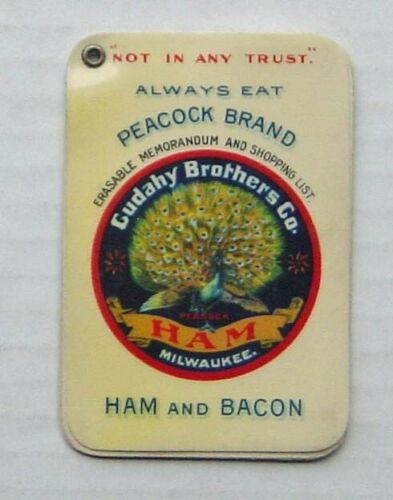 "NOT IN ANY TRUST."
ALWAYS EAT
PEACOCK BRAND
ERASABLE MEMORANDUM AND SHOPPING LIST.
Cudahy Brothers Co.
PEACOCK
HAM
MILWAUKEE.
HAM AND BACON